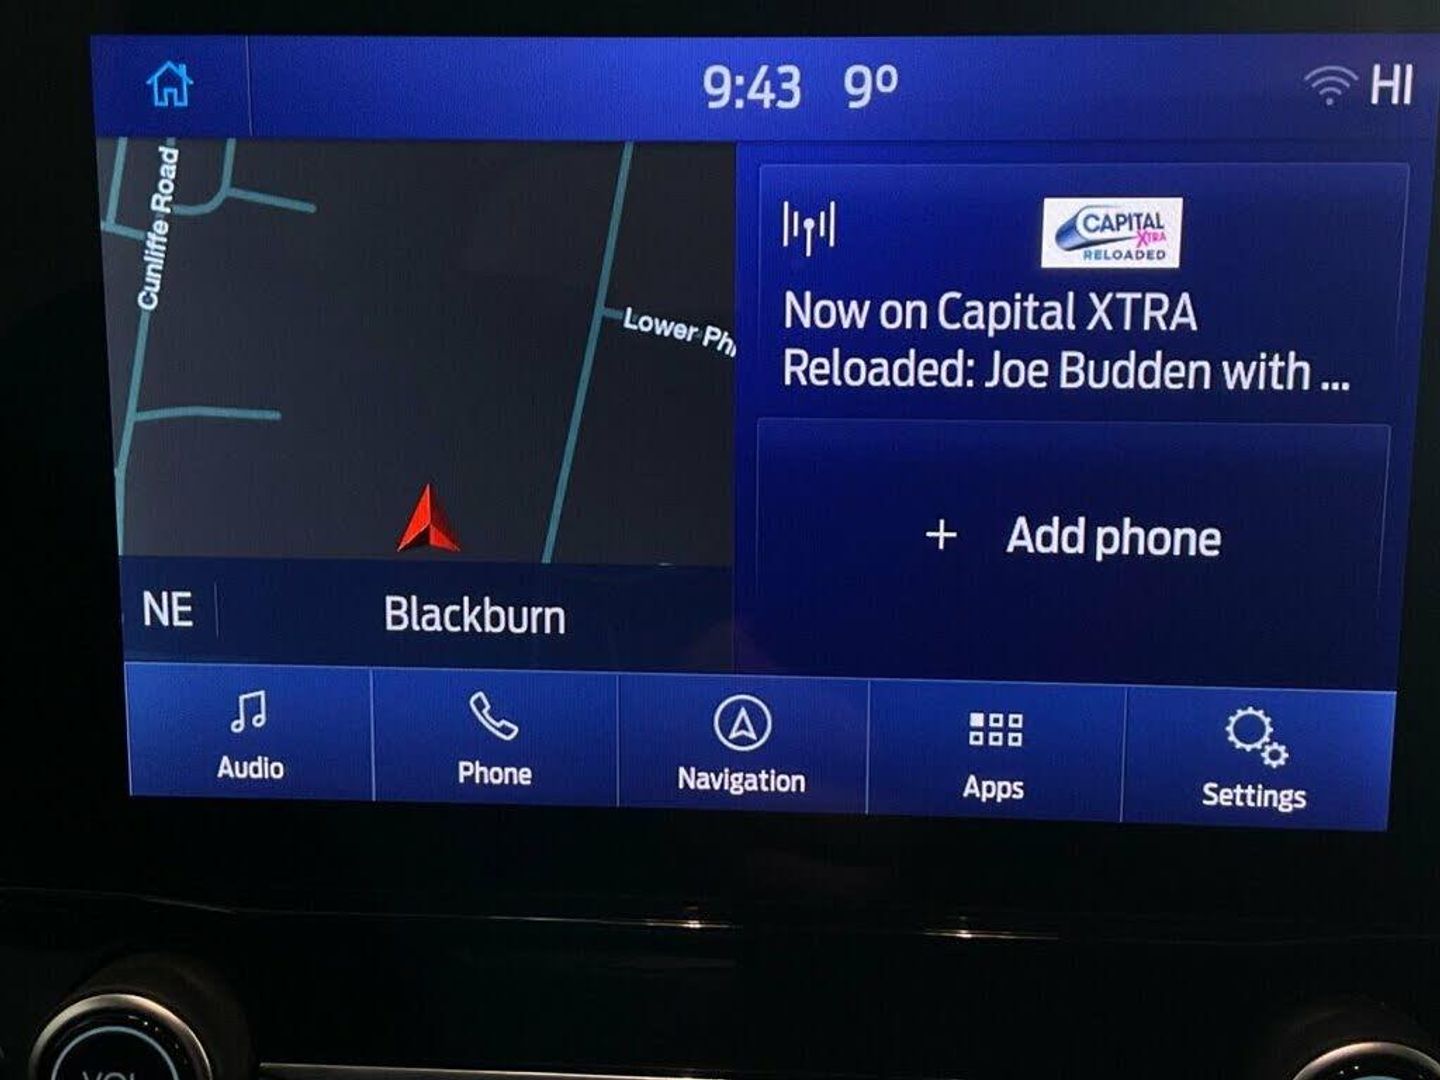 9:43 9º
HI
Cunliffe Road
Lower
CAPITAL
XTRA
RELOADED
Now on Capital XTRA
Reloaded: Joe Budden with ...
+ Add phone
NE
Blackburn
Audio
Phone
Navigation
Apps
Settings